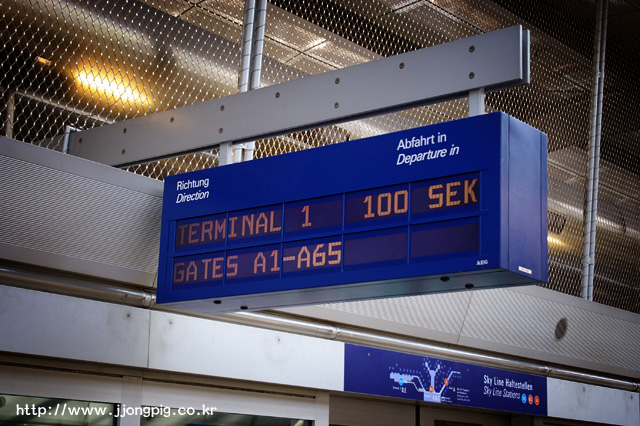 Richtung
Direction
Abfahrt in
Departure in
TERMINAL 1 100 SEK
GATES A1-A65
AEG
Sky Line Haltestellen
Sky Line Stations
http://www.jjongpig.co.kr